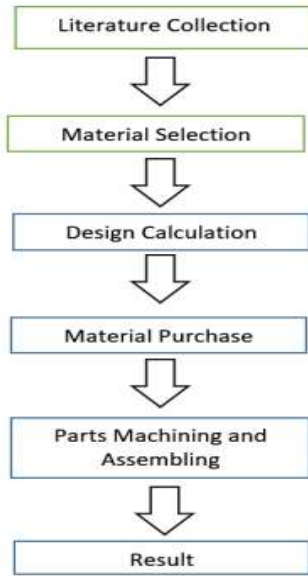 Literature Collection
Material Selection
Design Calculation
Material Purchase
Parts Machining and
Assembling
Result